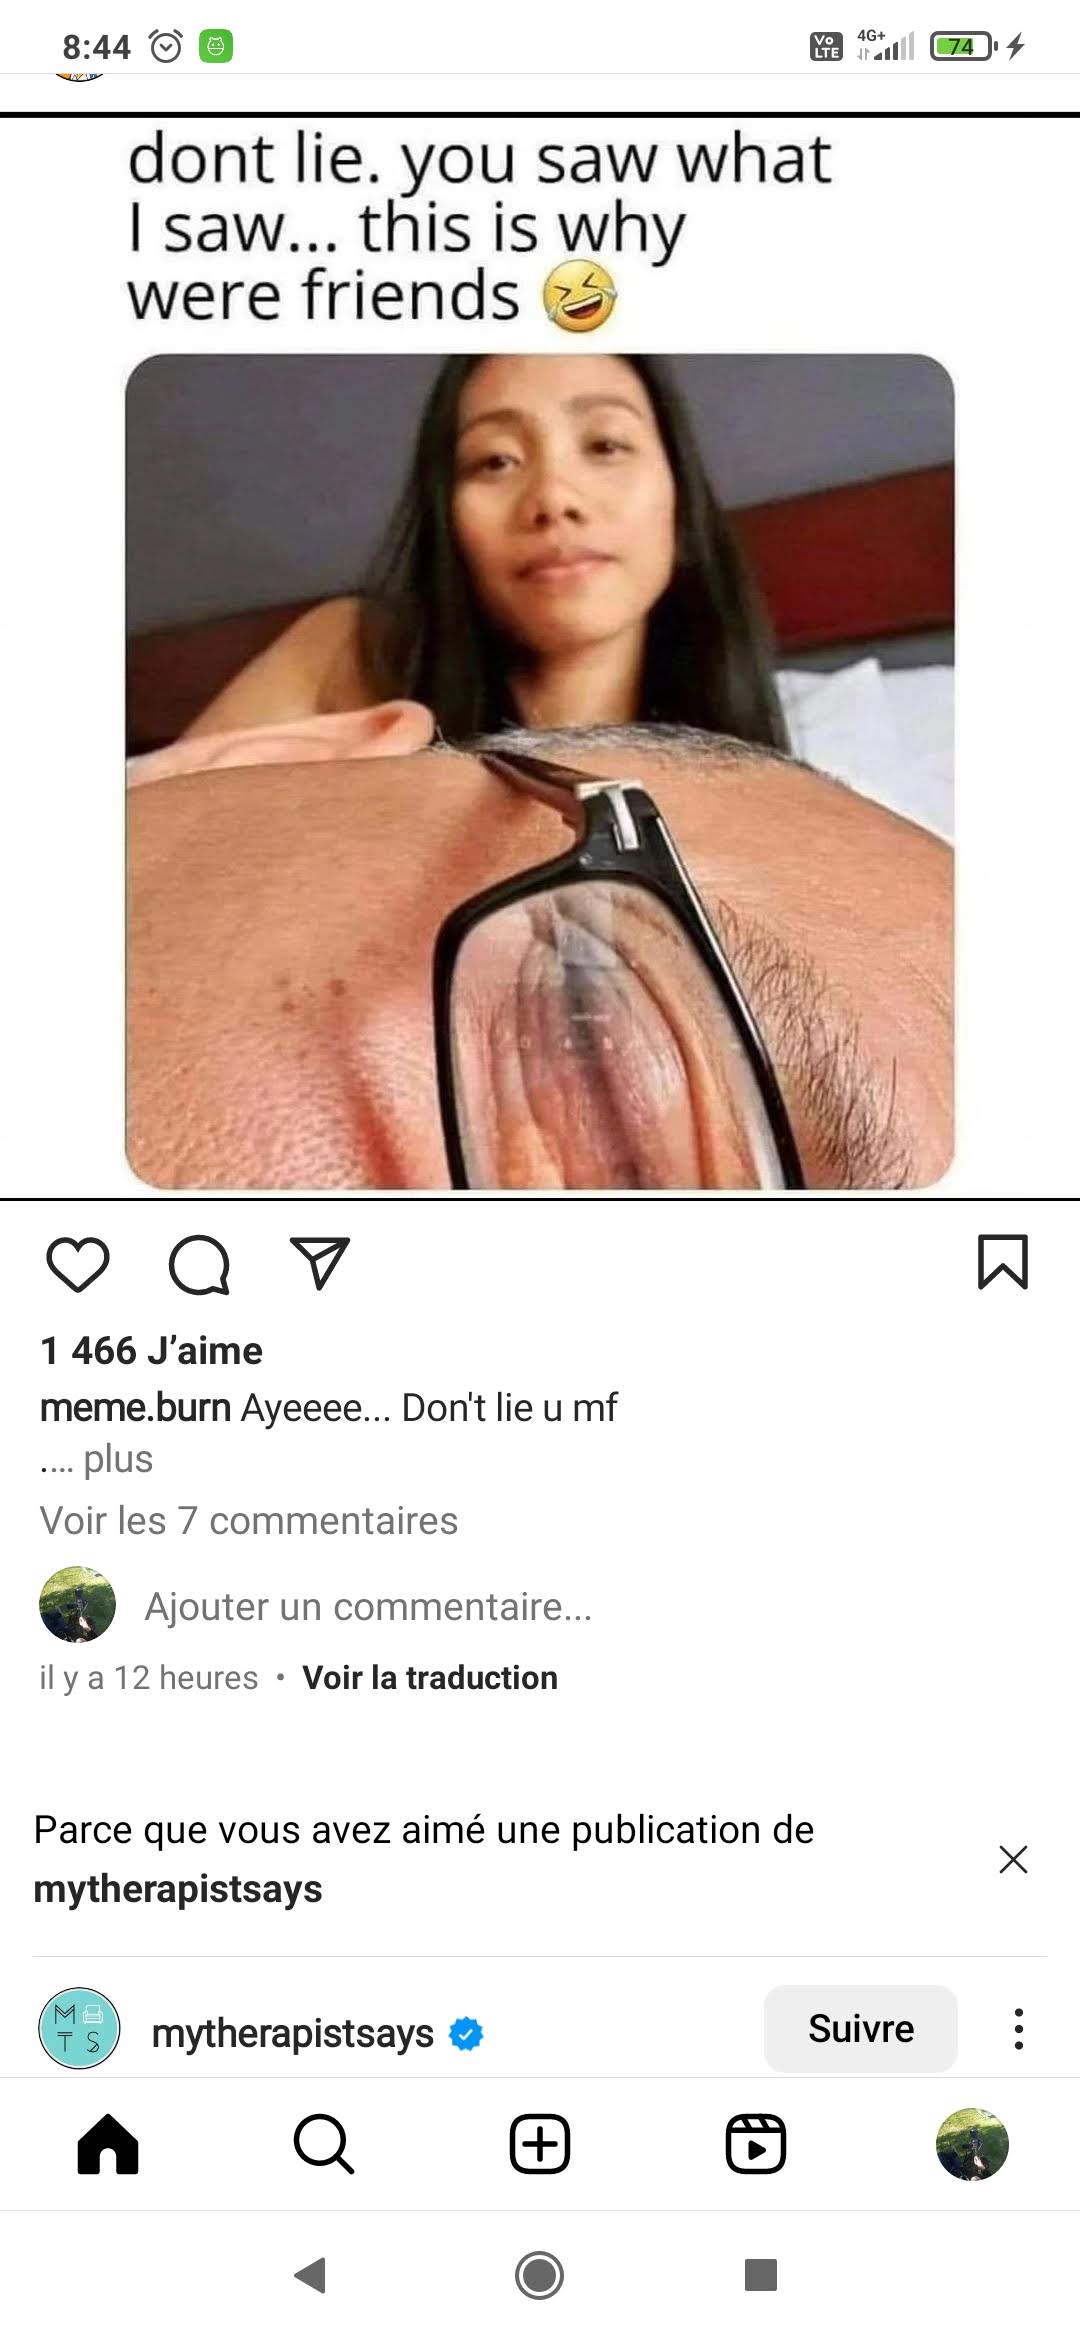 8:44
Vo
LTE
4G+
74
dont lie. you saw what
I saw... this is why
were friends 🤣
1 466 J’aime
meme.burn Ayeeee... Don't lie u mf
.... plus
Voir les 7 commentaires
Ajouter un commentaire...
il y a 12 heures • Voir la traduction
Parce que vous avez aimé une publication de
mytherapistsays
M
T S
mytherapistsays
Suivre